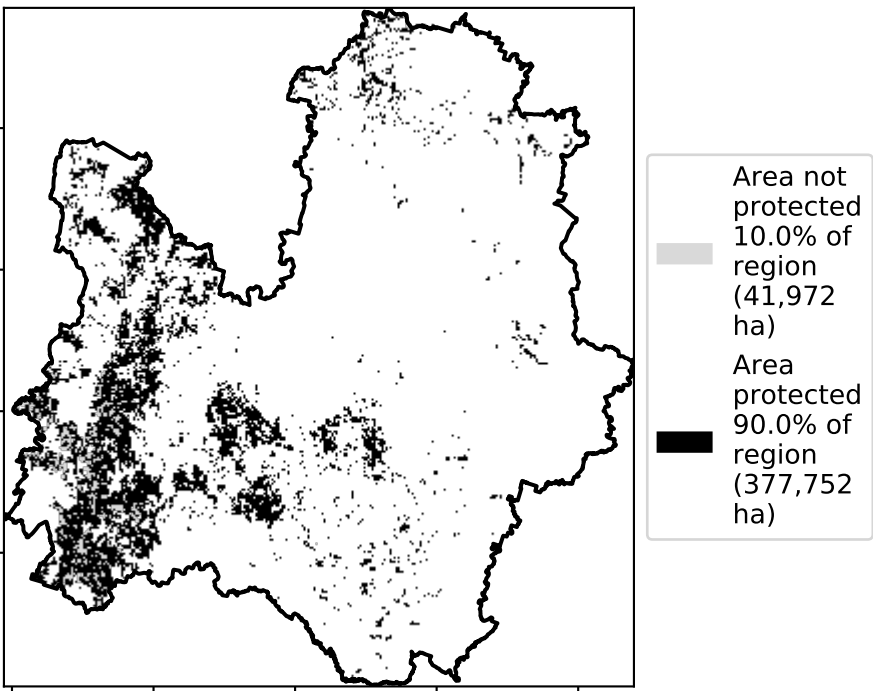 Area not
protected
10.0% of
region
(41,972
ha)
Area
protected
90.0% of
region
(377,752
ha)